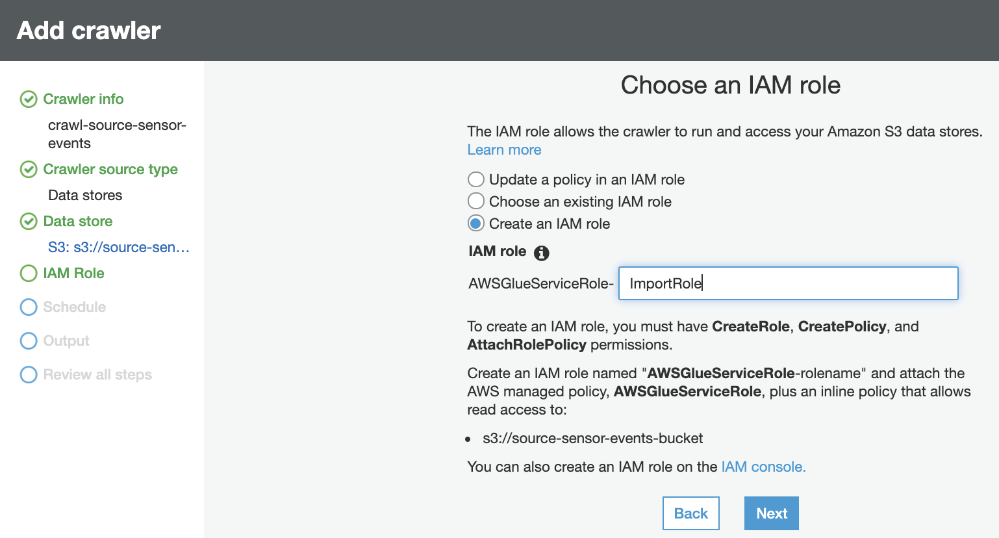 Add crawler
Crawler info
crawl-source-sensor-
events
Crawler source type
Data stores
Data store
S3: s3://source-sen...
IAM Role
Schedule
Output
Review all steps
Choose an IAM role
The IAM role allows the crawler to run and access your Amazon S3 data stores.
Learn more
Update a policy in an IAM role
Choose an existing IAM role
Create an IAM role
IAM role
AWSGlueServiceRole- ImportRole
To create an IAM role, you must have CreateRole, CreatePolicy, and
AttachRolePolicy permissions.
Create an IAM role named "AWSGlueServiceRole-rolename" and attach the
AWS managed policy, AWSGlueServiceRole, plus an inline policy that allows
read access to:
• s3://source-sensor-events-bucket
You can also create an IAM role on the IAM console.
Back Next